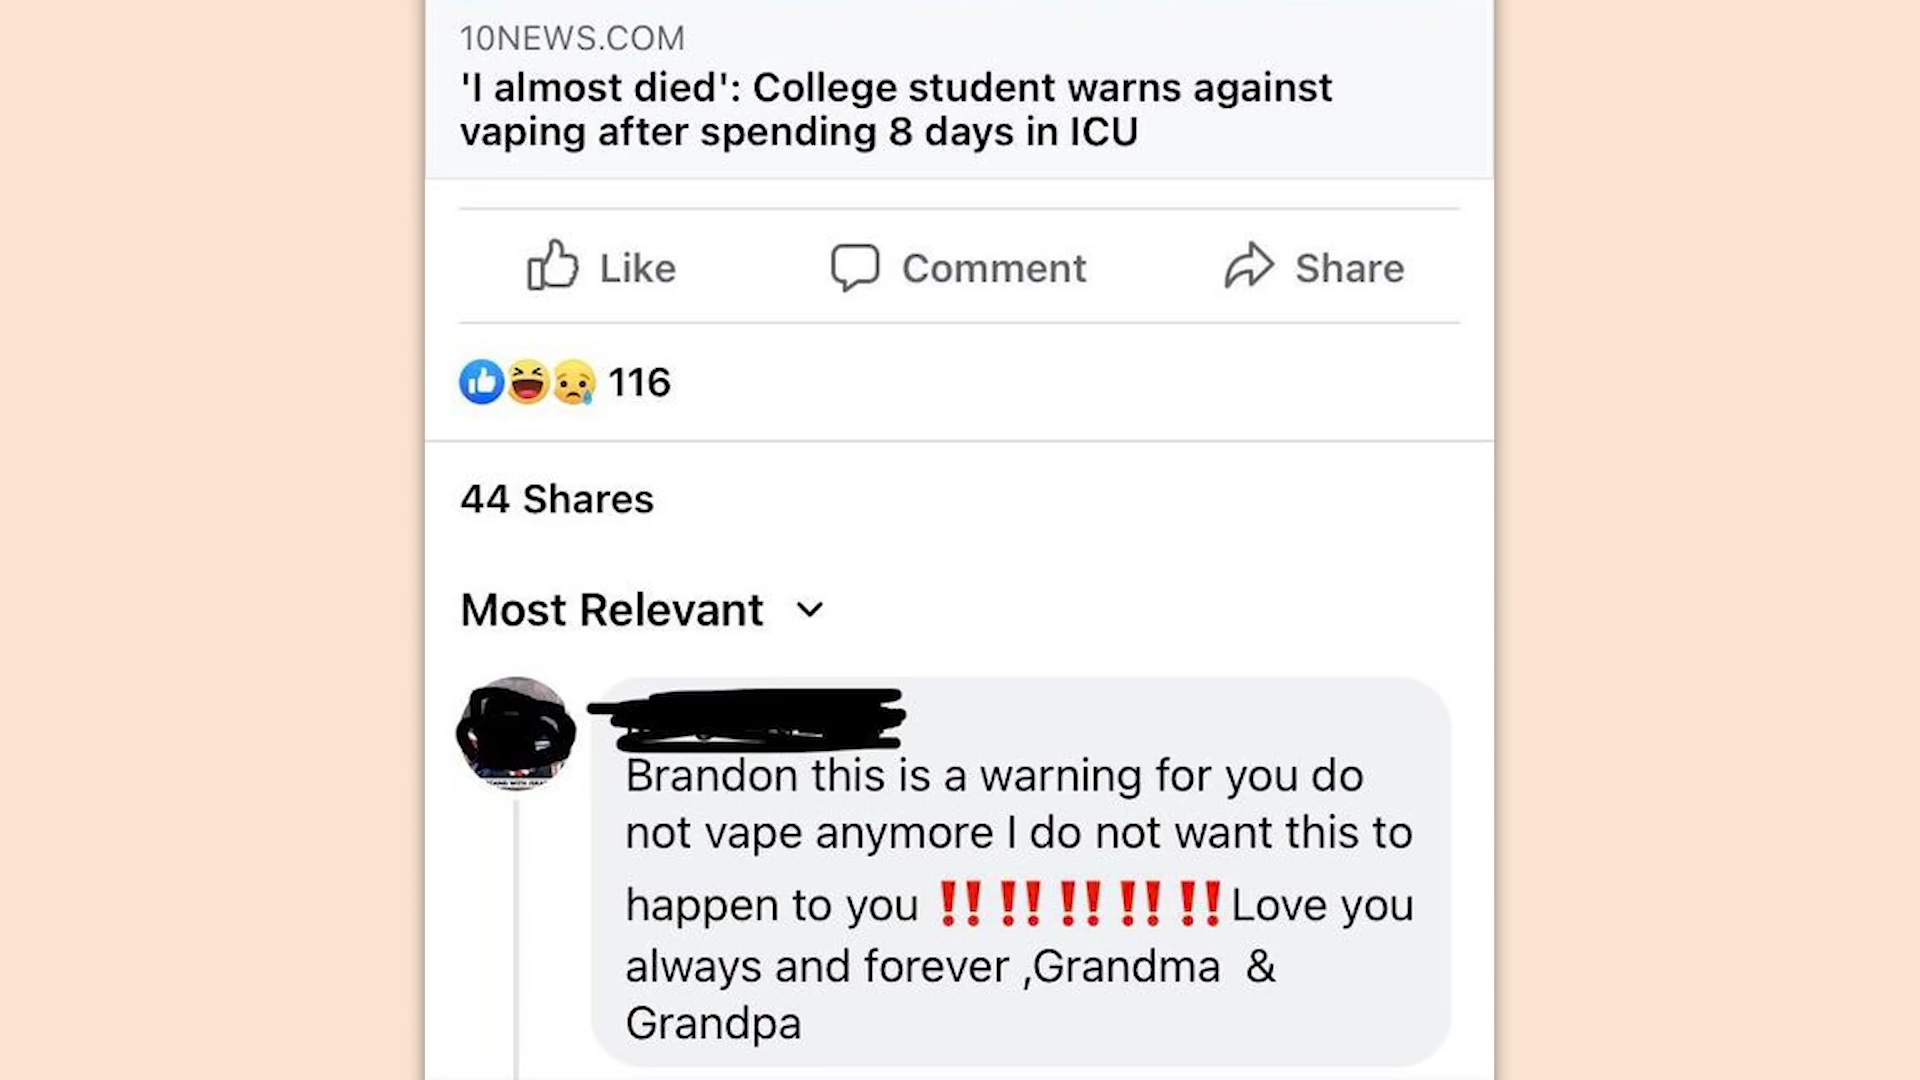 10NEWS.COM
'I almost died': College student warns against
vaping after spending 8 days in ICU
Like
Comment
Share
116
44 Shares
Most Relevant
Brandon this is a warning for you do
not vape anymore I do not want this to
happen to you ‼️‼️‼️‼️‼️Love you
always and forever ,Grandma & 
Grandpa